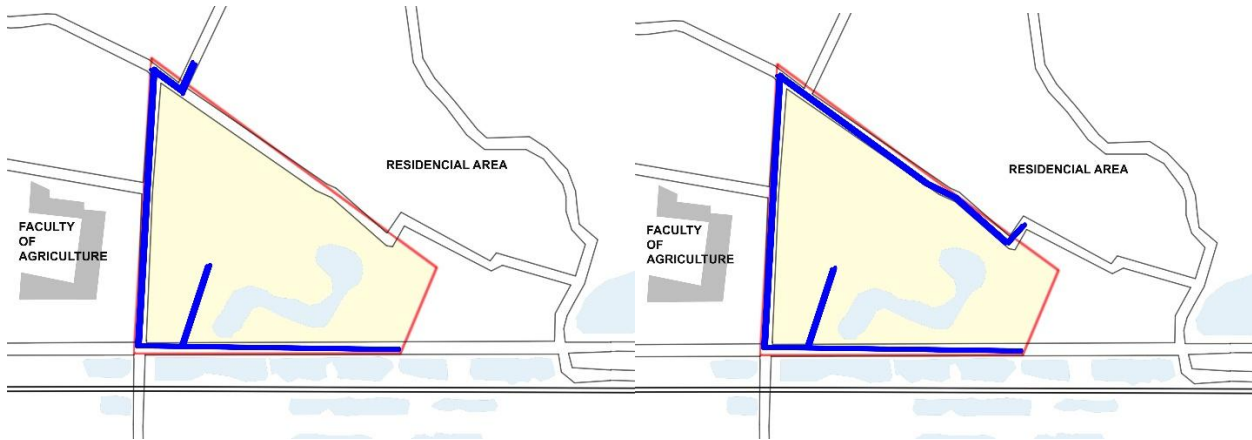 RESIDENCIAL AREA
FACULTY
OF
AGRICULTURE
RESIDENCIAL AREA
FACULTY
OF
AGRICULTURE